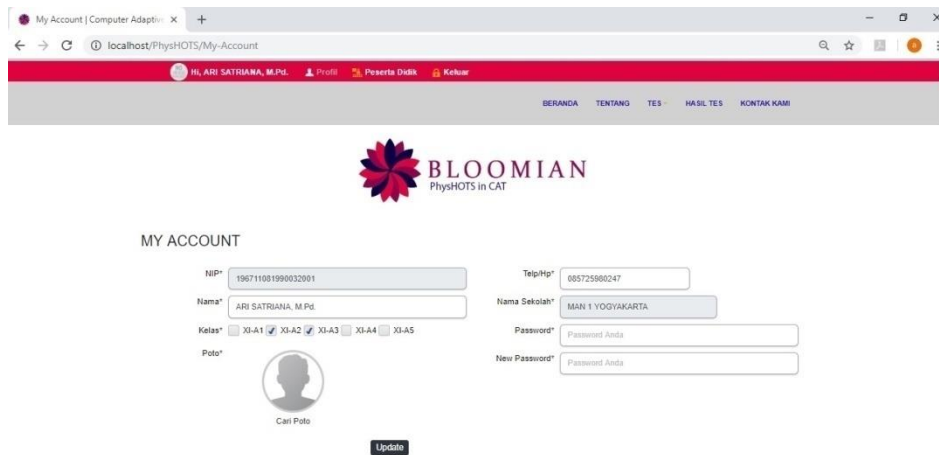 My Account | Computer Adaptiv
localhost/PhysHOTS/My-Account
Hi, ARI SATRIANA, M.Pd. Profil Peserta Didik Keluar
BERANDA TENTANG TES HASIL TES KONTAK KAMI
BLOOMIAN
PhysHOTS in CAT
MY ACCOUNT
NIP* 196711081990032001 Telp/Hp* 085725980247
Nama* ARI SATRIANA, M.Pd. Nama Sekolah* MAN 1 YOGYAKARTA
Kelas* XI-A1 XI-A2 XI-A3 XI-A4 XI-A5 Password* Password Anda
Poto* New Password* Password Anda
Cari Poto
Update